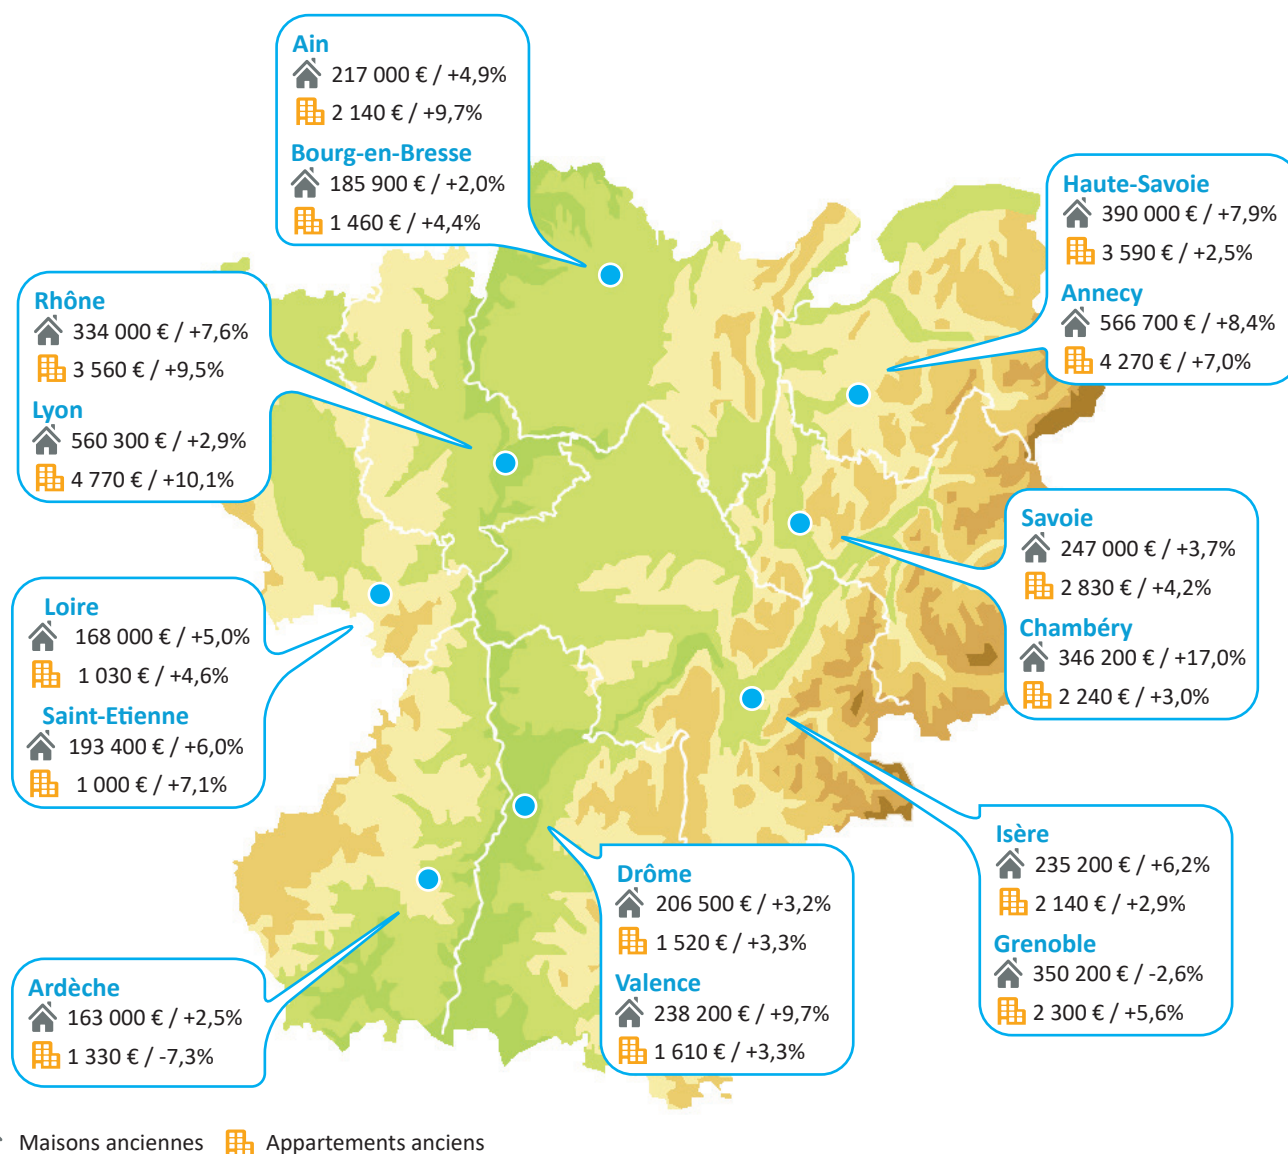 Ain
217 000 € / +4,9%
2 140 € / +9,7%
Bourg-en-Bresse
185 900 € / +2,0%
1 460 € / +4,4%
Haute-Savoie
390 000 € / +7,9%
3 590 € / +2,5%
Annecy
566 700 € / +8,4%
4 270 € / +7,0%
Rhône
334 000 € / +7,6%
3 560 € / +9,5%
Lyon
560 300 € / +2,9%
4 770 € / +10,1%
Savoie
247 000 € / +3,7%
2 830 € / +4,2%
Chambéry
346 200 € / +17,0%
2 240 € / +3,0%
Loire
168 000 € / +5,0%
1 030 € / +4,6%
Saint-Etienne
193 400 € / +6,0%
1 000 € / +7,1%
Isère
235 200 € / +6,2%
2 140 € / +2,9%
Grenoble
350 200 € / -2,6%
2 300 € / +5,6%
Drôme
206 500 € / +3,2%
1 520 € / +3,3%
Valence
238 200 € / +9,7%
1 610 € / +3,3%
Ardèche
163 000 € / +2,5%
1 330 € / -7,3%
Maisons anciennes Appartements anciens